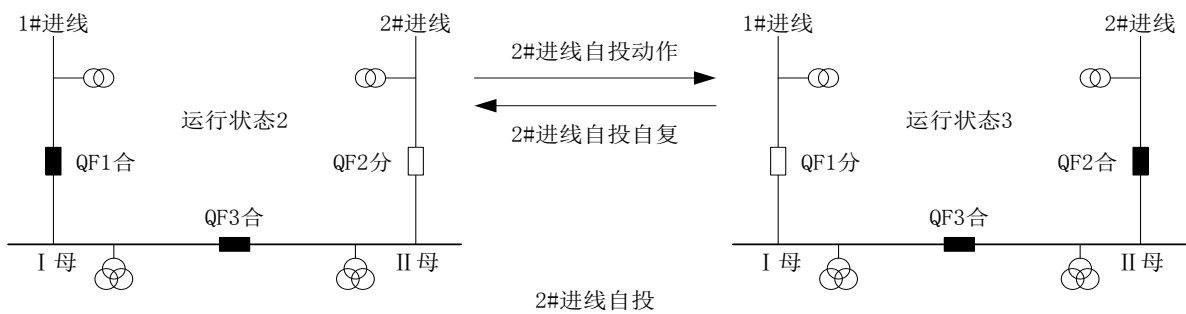 1#进线
2#进线
2#进线自投动作
2#进线自投自复
1#进线
2#进线
运行状态2
运行状态3
QF1合
QF2分
QF1分
QF2合
QF3合
QF3合
I母
II母
I母
II母
2#进线自投